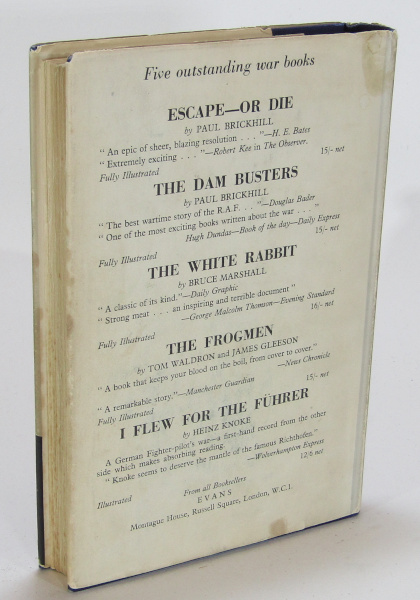 Five outstanding war books
ESCAPE—OR DIE
by PAUL BRICKHILL
"An epic of sheer, blazing resolution . . ."—H. E. Bates
"Extremely exciting . . ."—Robert Kee in The Observer.
Fully Illustrated 15/- net
THE DAM BUSTERS
by PAUL BRICKHILL
"The best wartime story of the R.A.F. . . ."—Douglas Bader
"One of the most exciting books written about the war . . ."
Hugh Dundas—Book of the day—Daily Express
Fully Illustrated 15/- net
THE WHITE RABBIT
by BRUCE MARSHALL
"A classic of its kind."—Daily Graphic
"Strong meat . . . an inspiring and terrible document"
—George Malcolm Thomson—Evening Standard
Fully Illustrated 16/- net
THE FROGMEN
by TOM WALDRON and JAMES GLEESON
"A book that keeps your blood on the boil, from cover to cover."
—News Chronicle
"A remarkable story."—Manchester Guardian
Fully Illustrated 15/- net
I FLEW FOR THE FÜHRER
by HEINZ KNOKE
A German Fighter-pilot's war—a first-hand record from the other
side which makes absorbing reading.
"Knoke seems to deserve the mantle of the famous Richthofen."
—Wolverhampton Express
Illustrated 12/6 net
From all Booksellers
EVANS
Montague House, Russell Square, London, W.C.1.